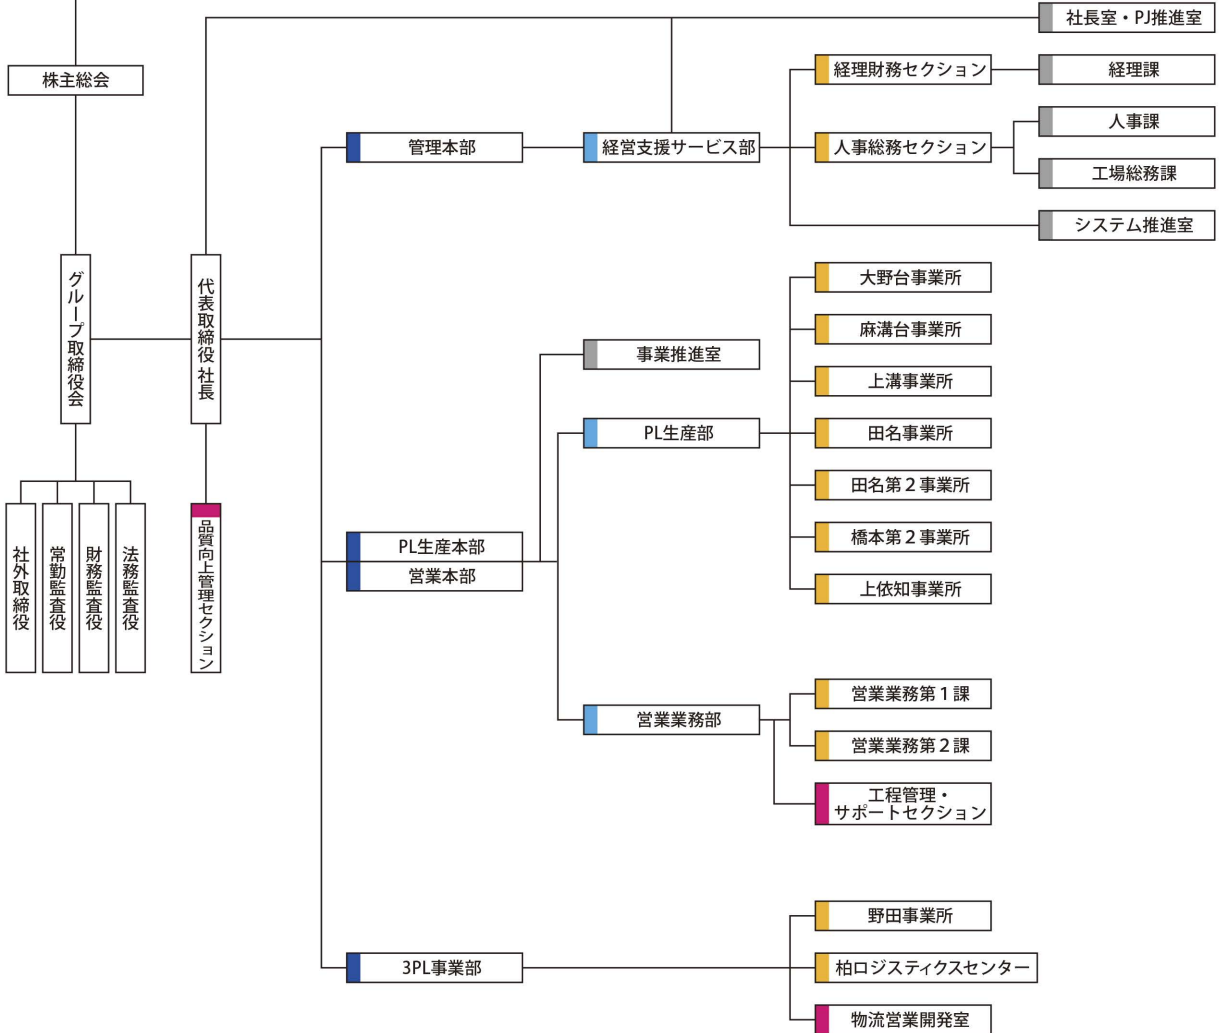 社長室・PJ推進室
株主総会
経理財務セクション
経理課
人事課
管理本部
経営支援サービス部
人事総務セクション
工場総務課
システム推進室
グループ取締役会
代表取締役 社長
大野台事業所
麻溝台事業所
事業推進室
上溝事業所
PL生産部
田名事業所
田名第２事業所
橋本第２事業所
上依知事業所
社外取締役
常勤監査役
財務監査役
法務監査役
品質向上管理セクション
PL生産本部
営業本部
営業業務第１課
営業業務部
営業業務第２課
工程管理・
サポートセクション
野田事業所
3PL事業部
柏ロジスティクスセンター
物流営業開発室